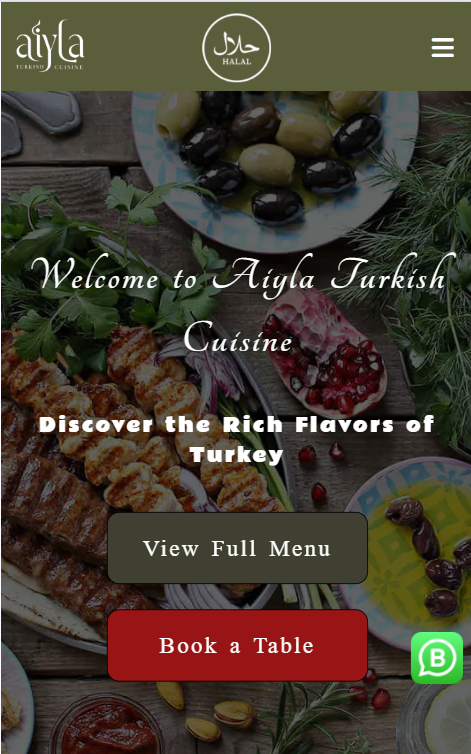 aiyla
TURKISH CUISINE
حلال
HALAL
Welcome to Aiyla Turkish
Cuisine
Discover the Rich Flavors of
Turkey
View Full Menu
Book a Table
B